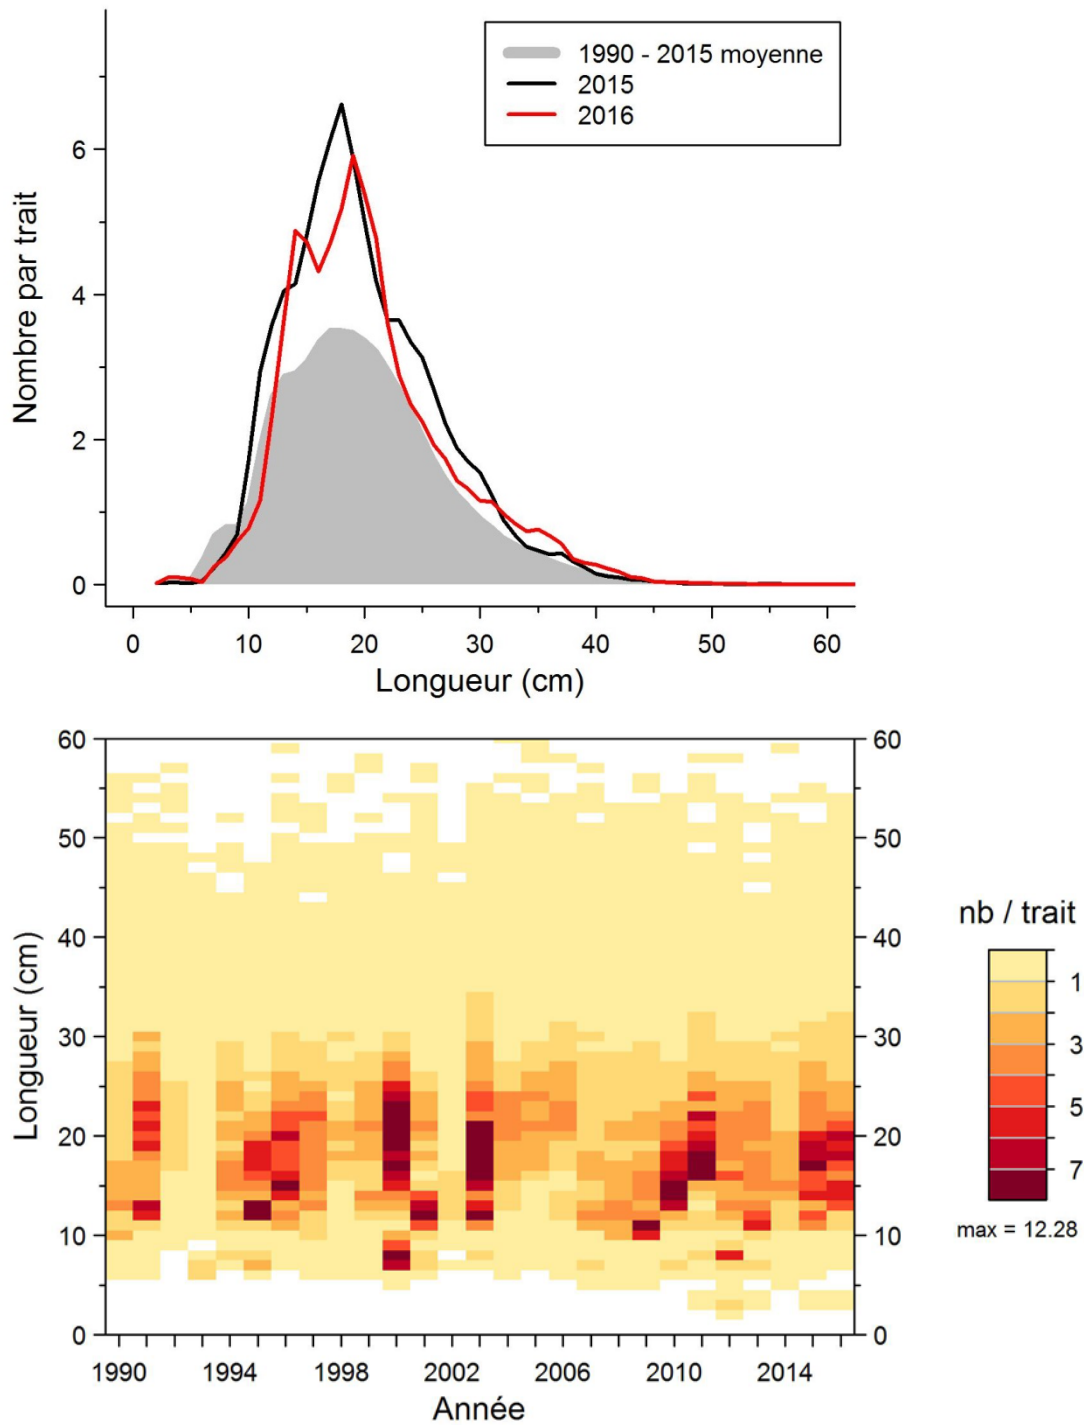 1990 - 2015 moyenne
2015
2016
Nombre par trait
6
4
2
0
0 10 20 30 40 50 60
Longueur (cm)
60 60
50 50
40 40
30 30
20 20
10 10
0 0
Longueur (cm)
1990 1994 1998 2002 2006 2010 2014
Année
nb / trait
1
3
5
7
max = 12.28